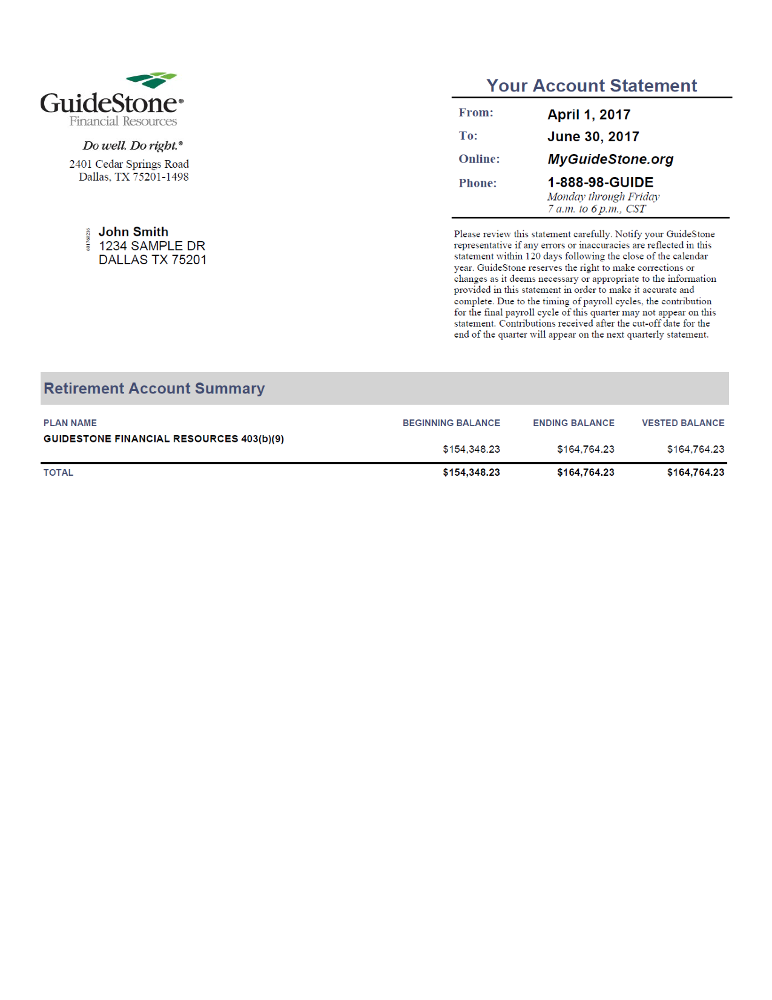 GuideStone®
Financial Resources
Do well. Do right.®
2401 Cedar Springs Road
Dallas, TX 75201-1498
Your Account Statement
From: April 1, 2017
To: June 30, 2017
Online: MyGuideStone.org
Phone: 1-888-98-GUIDE
Monday through Friday
7 a.m. to 6 p.m., CST
601760216
John Smith
1234 SAMPLE DR
DALLAS TX 75201
Please review this statement carefully. Notify your GuideStone
representative if any errors or inaccuracies are reflected in this
statement within 120 days following the close of the calendar
year. GuideStone reserves the right to make corrections or
changes as it deems necessary or appropriate to the information
provided in this statement in order to make it accurate and
complete. Due to the timing of payroll cycles, the contribution
for the final payroll cycle of this quarter may not appear on this
statement. Contributions received after the cut-off date for the
end of the quarter will appear on the next quarterly statement.
Retirement Account Summary
PLAN NAME BEGINNING BALANCE ENDING BALANCE VESTED BALANCE
GUIDESTONE FINANCIAL RESOURCES 403(b)(9)
$154,348.23 $164,764.23 $164,764.23
TOTAL $154,348.23 $164,764.23 $164,764.23